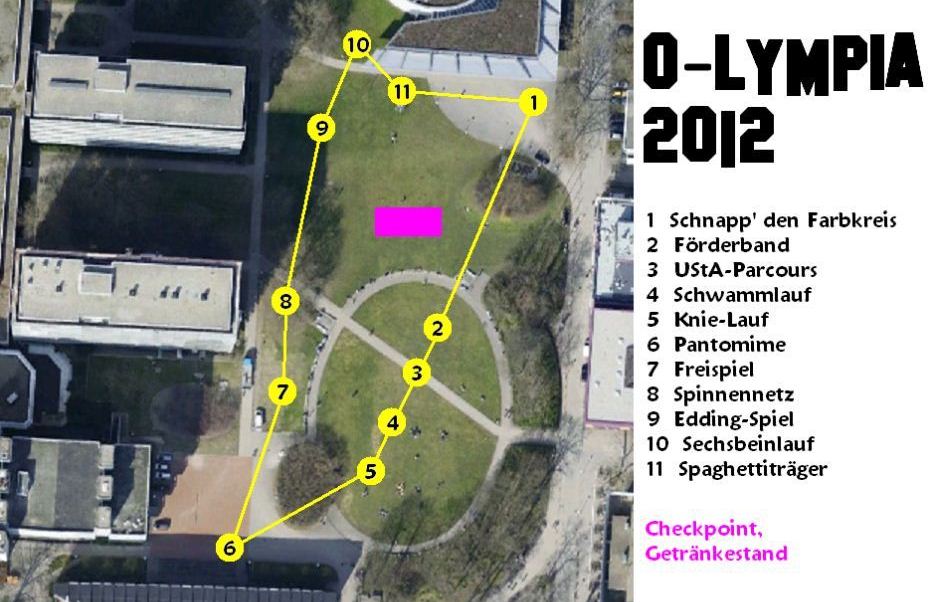 O-LYMPIA
2012
1 Schnapp' den Farbkreis
2 Förderband
3 UStA-Parcours
4 Schwammlauf
5 Knie-Lauf
6 Pantomime
7 Freispiel
8 Spinnennetz
9 Edding-Spiel
10 Sechsbeinlauf
11 Spaghettiträger
Checkpoint,
Getränkestand
10
11
1
9
8
2
3
7
4
5
6